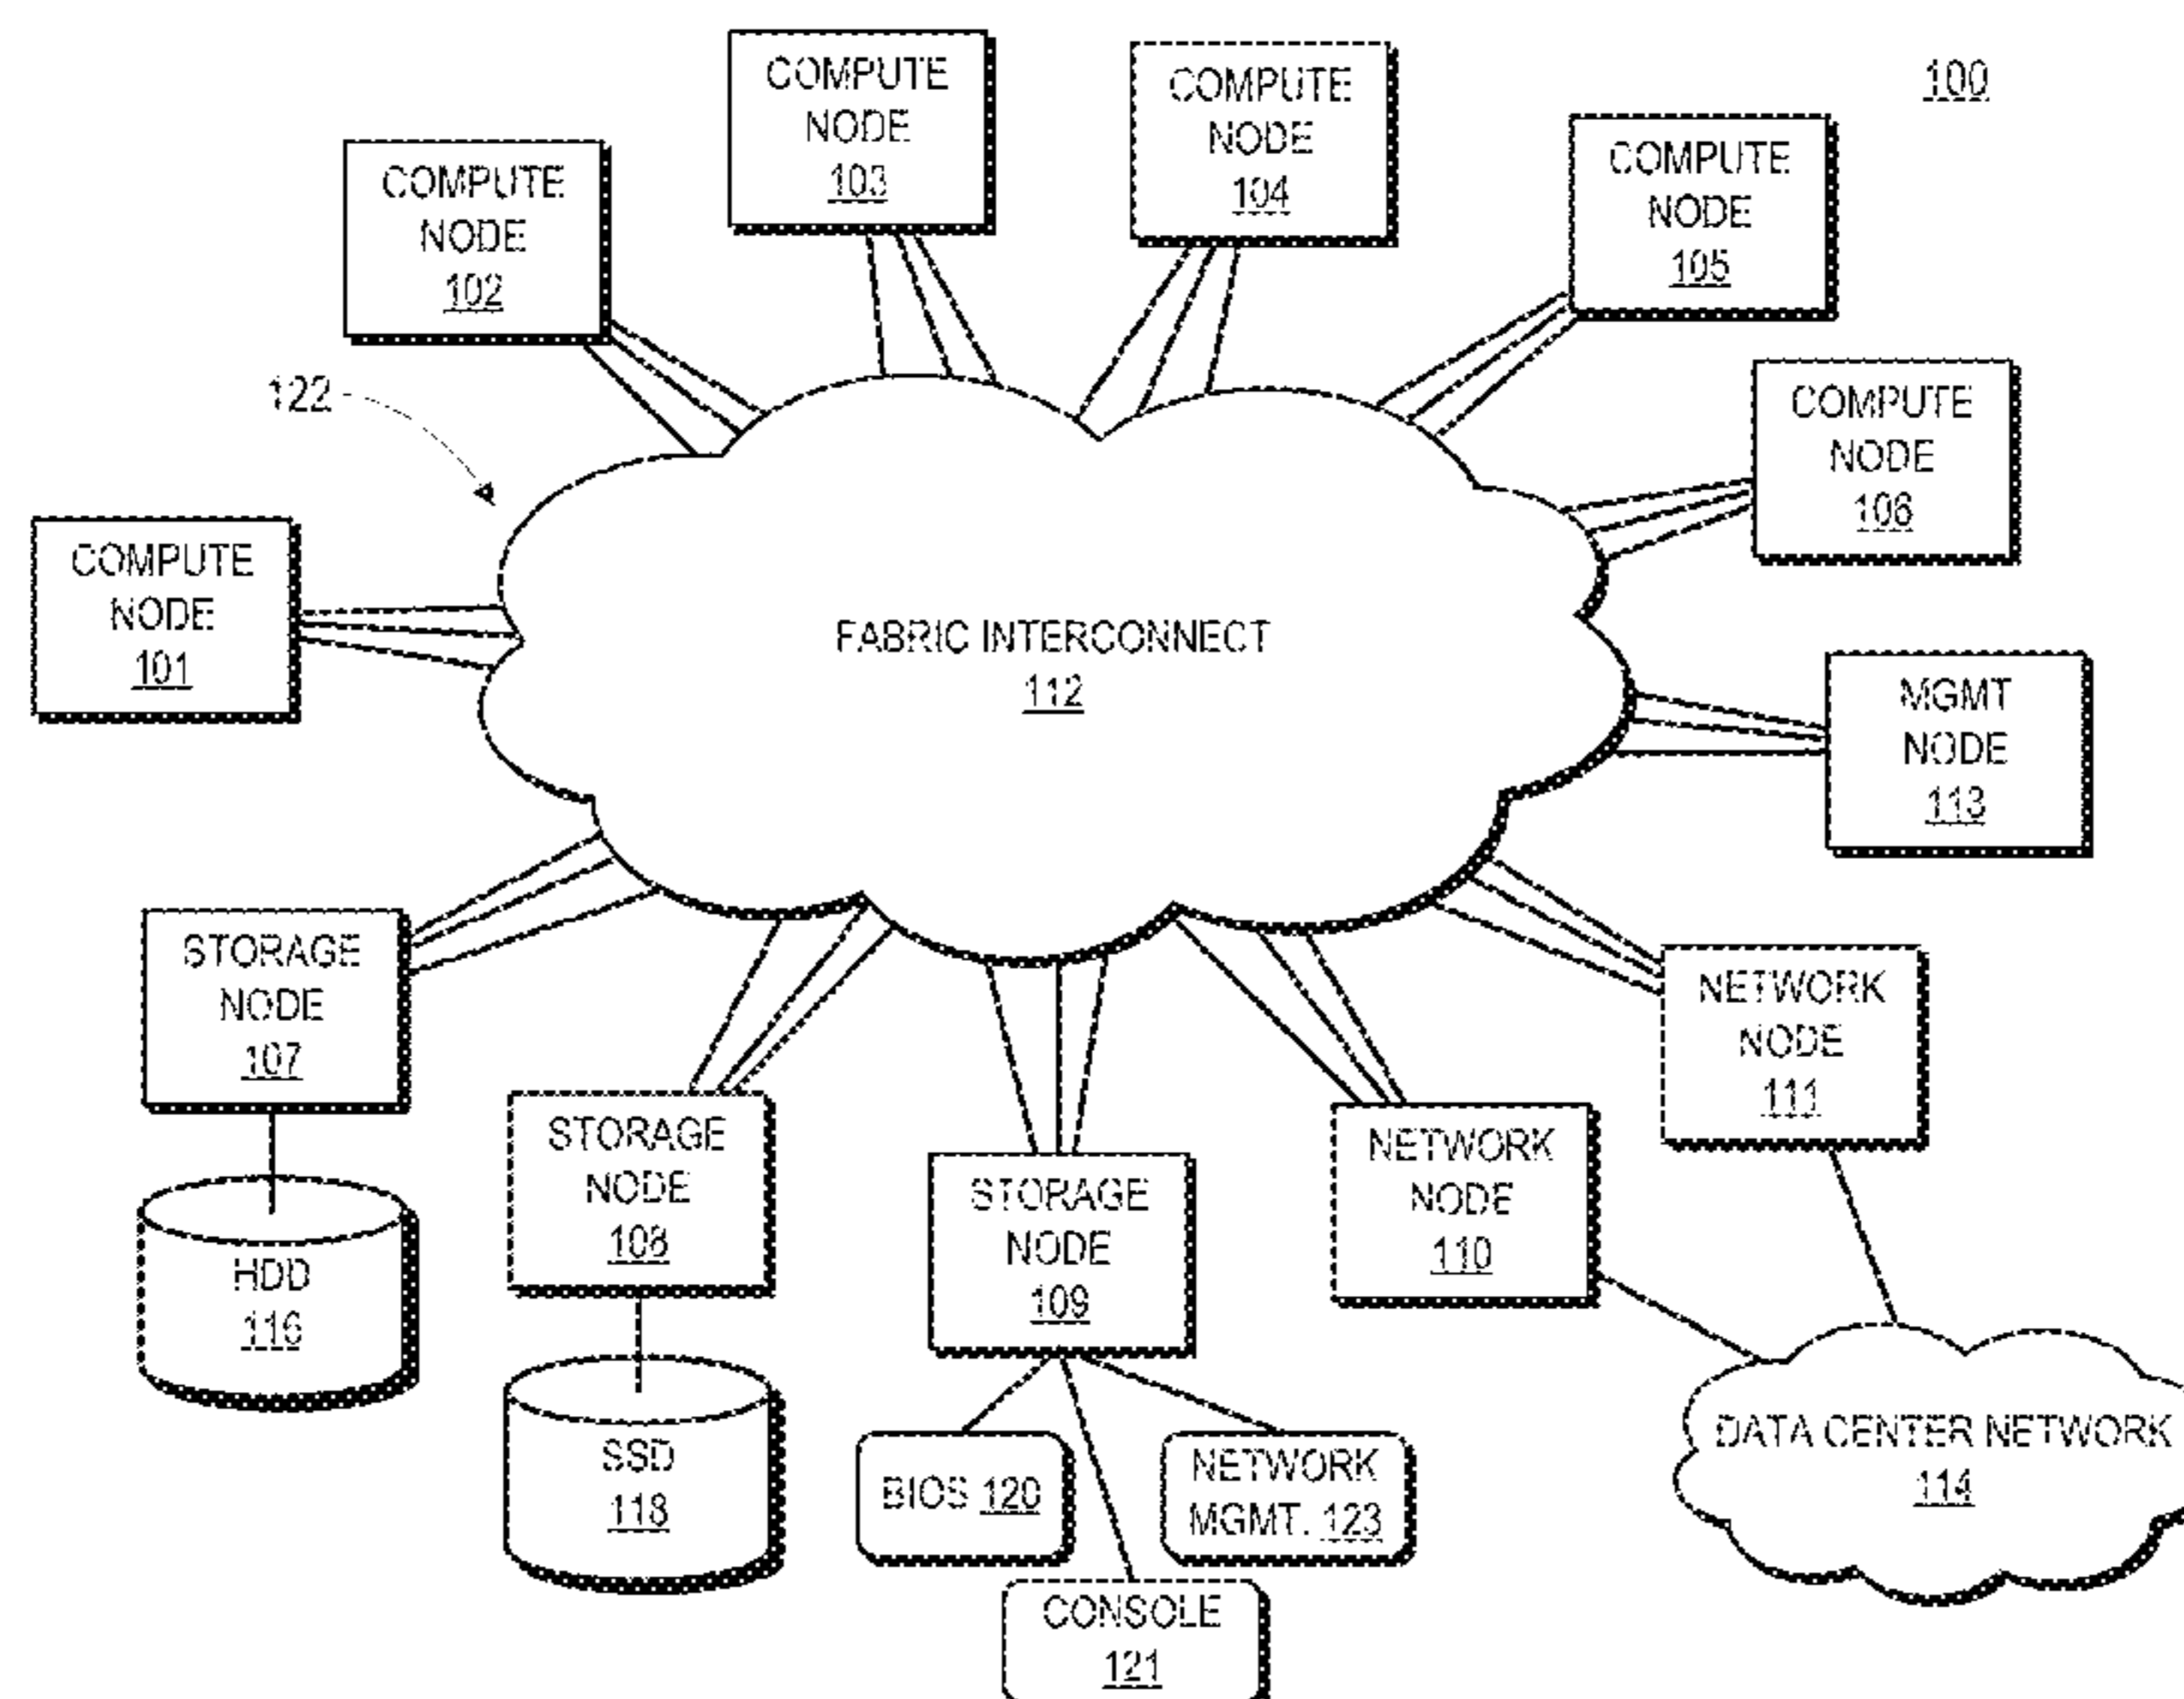 100
COMPUTE
NODE
103
COMPUTE
NODE
104
COMPUTE
NODE
105
COMPUTE
NODE
102
COMPUTE
NODE
106
122
COMPUTE
NODE
101
FABRIC INTERCONNECT
112
MGMT
NODE
113
STORAGE
NODE
107
NETWORK
NODE
111
STORAGE
NODE
108
NETWORK
NODE
110
STORAGE
NODE
109
HDD
116
SSD
118
BIOS 120
NETWORK
MGMT. 123
DATA CENTER NETWORK
114
CONSOLE
121